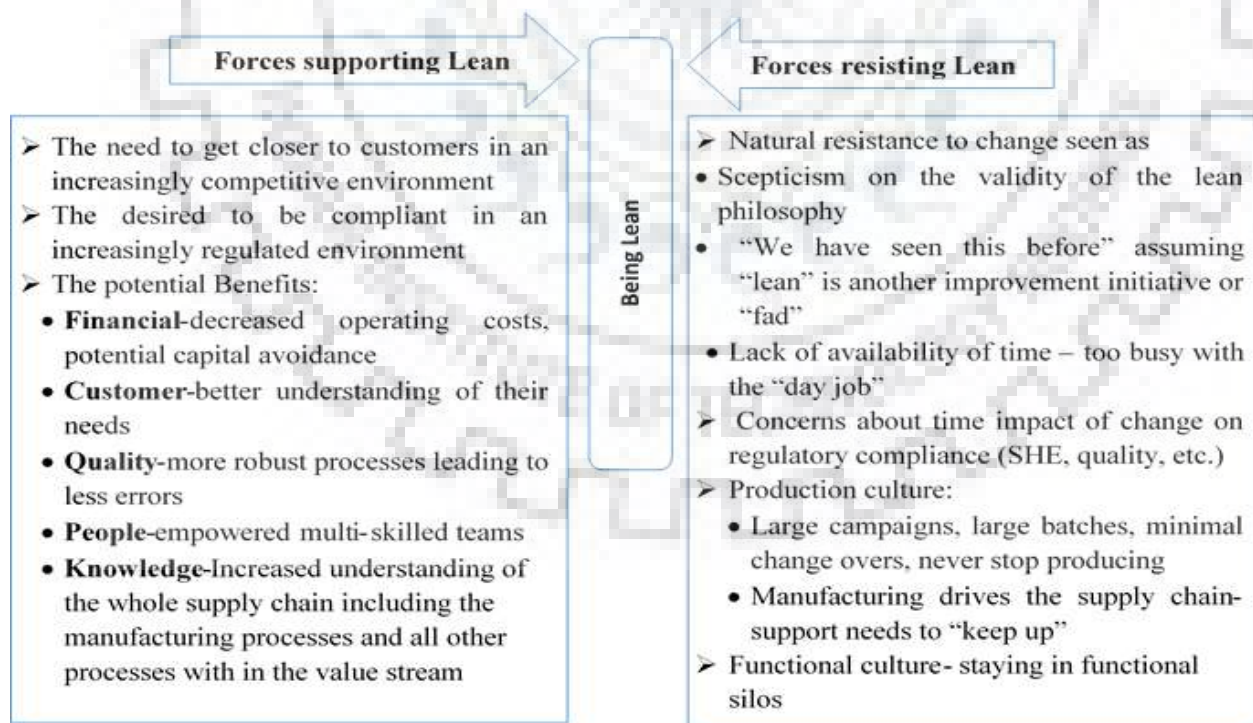 Forces supporting Lean
➢ The need to get closer to customers in an
increasingly competitive environment
➢ The desired to be compliant in an
increasingly regulated environment
➢ The potential Benefits:
• Financial-decreased operating costs,
potential capital avoidance
• Customer-better understanding of their
needs
• Quality-more robust processes leading to
less errors
• People-empowered multi-skilled teams
• Knowledge-Increased understanding of
the whole supply chain including the
manufacturing processes and all other
processes with in the value stream
Being Lean
Forces resisting Lean
➢ Natural resistance to change seen as
• Scepticism on the validity of the lean
philosophy
• “We have seen this before” assuming
“lean” is another improvement initiative or
“fad”
• Lack of availability of time – too busy with
the “day job”
➢ Concerns about time impact of change on
regulatory compliance (SHE, quality, etc.)
➢ Production culture:
• Large campaigns, large batches, minimal
change overs, never stop producing
• Manufacturing drives the supply chain-
support needs to “keep up”
➢ Functional culture- staying in functional
silos